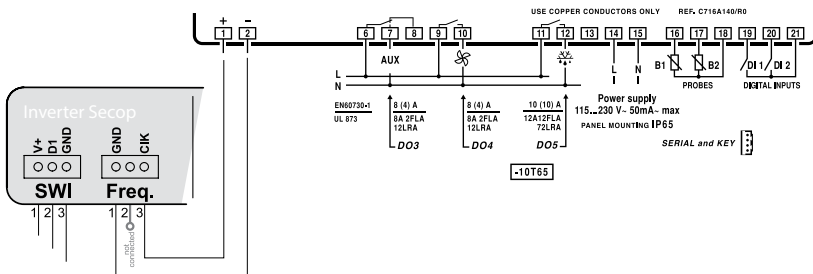 USE COPPER CONDUCTORS ONLY REF. C716A140/R0
+ −
1 2 6 7 8 9 10 11 12 13 14 15 16 17 18 19 20 21
AUX
L N B1 B2 DI 1 DI 2
PROBES DIGITAL INPUTS
L
N
Power supply
115...230 V~ 50mA~ max
PANEL MOUNTING IP65
EN60730-1 8 (4) A 8 (4) A 10 (10) A
UL 873 8A 2FLA 8A 2FLA 12A12FLA
12LRA 12LRA 72LRA
DO3 DO4 DO5
SERIAL and KEY
-10T65
Inverter Secop
V+ D1 GND GND CIK
SWI Freq.
1 2 3 1 2 3
not
connected